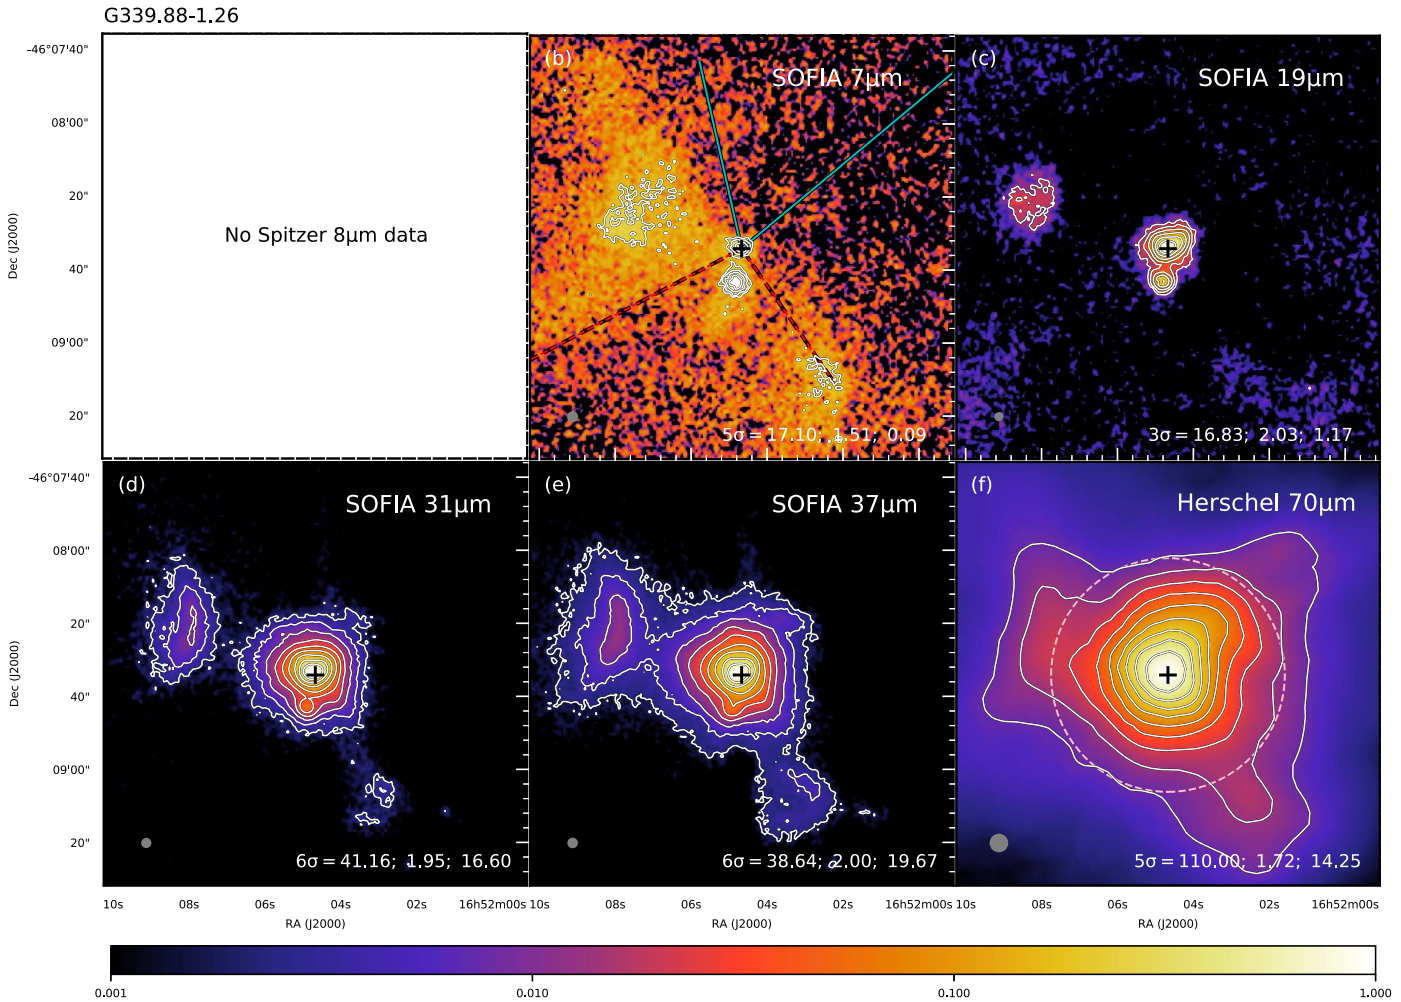 G339.88-1.26
No Spitzer 8μm data
(b)
SOFIA 7μm
5σ=17.10; 1.51; 0.09
(c)
SOFIA 19μm
3σ=16.83; 2.03; 1.17
-46°07'40"
08'00"
20"
40"
09'00"
20"
Dec (J2000)
(d)
SOFIA 31μm
6σ=41.16; 1.95; 16.60
(e)
SOFIA 37μm
6σ=38.64; 2.00; 19.67
(f)
Herschel 70μm
5σ=110.00; 1.72; 14.25
-46°07'40"
08'00"
20"
40"
09'00"
20"
Dec (J2000)
10s 08s 06s 04s 02s 16h52m00s
RA (J2000)
10s 08s 06s 04s 02s 16h52m00s
RA (J2000)
10s 08s 06s 04s 02s 16h52m00s
RA (J2000)
0.001 0.010 0.100 1.000